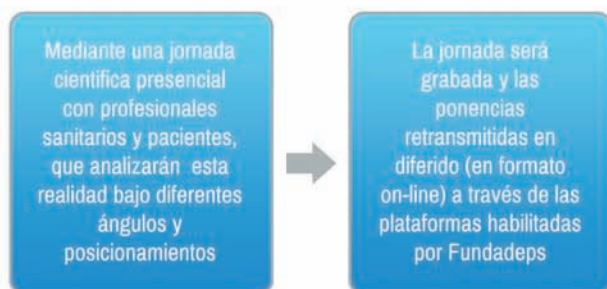 Mediante una jornada
científica presencial
con profesionales
sanitarios y pacientes,
que analizarán esta
realidad bajo diferentes
ángulos y
posicionamientos
La jornada será
grabada y las
ponencias
retransmitidas en
diferido (en formato
on-line) a través de las
plataformas habilitadas
por Fundadeps